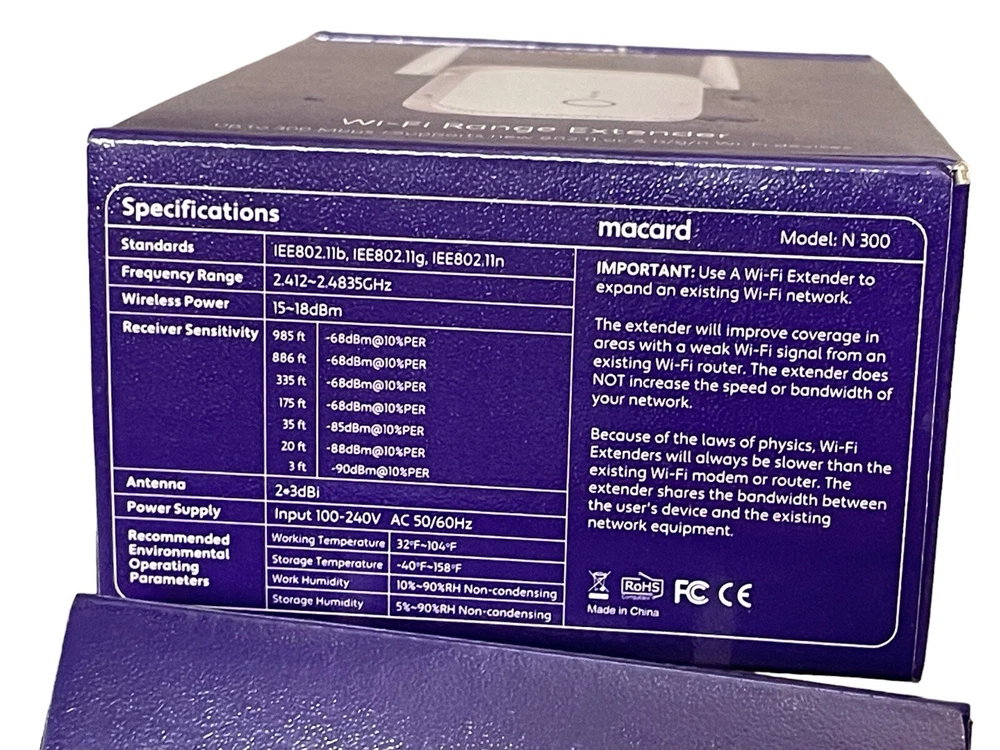 Wi-Fi Range Extender
Up to 300 Mbps
Specifications
Standards IEE802.11b, IEE802.11g, IEE802.11n
Frequency Range 2.412~2.4835GHz
Wireless Power 15~18dBm
Receiver Sensitivity 985 ft -68dBm@10%PER
886 ft -68dBm@10%PER
335 ft -68dBm@10%PER
175 ft -68dBm@10%PER
35 ft -85dBm@10%PER
20 ft -88dBm@10%PER
3 ft -90dBm@10%PER
Antenna 2*3dBi
Power Supply Input 100-240V AC 50/60Hz
Recommended
Environmental
Operating
Parameters
Working Temperature 32°F~104°F
Storage Temperature -40°F~158°F
Work Humidity 10%~90%RH Non-condensing
Storage Humidity 5%~90%RH Non-condensing
macard Model: N 300
IMPORTANT: Use A Wi-Fi Extender to
expand an existing Wi-Fi network.
The extender will improve coverage in
areas with a weak Wi-Fi signal from an
existing Wi-Fi router. The extender does
NOT increase the speed or bandwidth of
your network.
Because of the laws of physics, Wi-Fi
Extenders will always be slower than the
existing Wi-Fi modem or router. The
extender shares the bandwidth between
the user's device and the existing
network equipment.
RoHS FC CE
Made in China